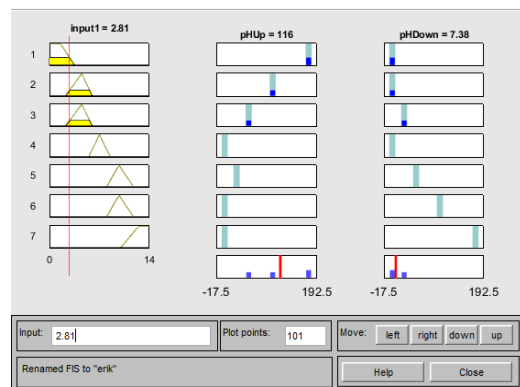 input1 = 2.81 pHUp = 116 pHDown = 7.38
1
2
3
4
5
6
7
0 14
-17.5 192.5 -17.5 192.5
Input: 2.81 Plot points: 101 Move: left right down up
Renamed FIS to "erik" Help Close